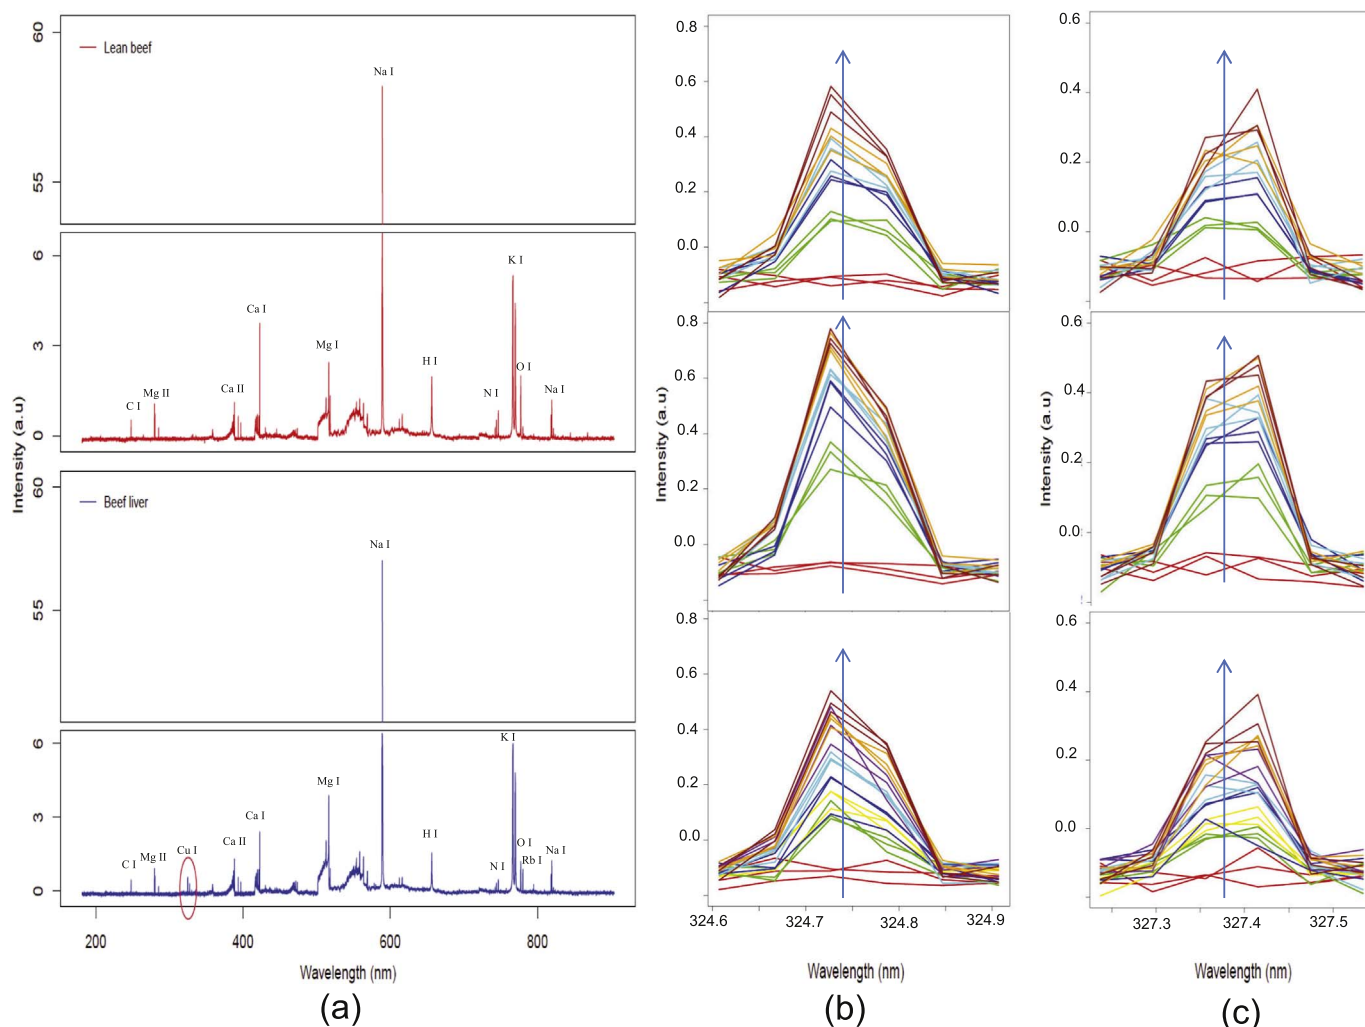 60
Lean beef
Na I
55
6
K I
Ca I
3
Mg I
H I
O I
Ca II
Mg II
N I
Na I
C I
0
Intensity (a.u)
60
Beef liver
Na I
55
6
K I
Mg I
3
Ca I
H I
O I
Ca II
Cu I
Mg II
Rb I
Na I
C I
N I
0
200 400 600 800
Wavelength (nm)
(a)
0.8
0.6
0.4
0.2
0.0
0.8
0.6
0.4
0.2
0.0
Intensity (a.u)
0.8
0.6
0.4
0.2
0.0
324.6 324.7 324.8 324.9
Wavelength (nm)
(b)
0.6
0.4
0.2
0.0
0.6
0.4
0.2
0.0
Intensity (a.u)
0.6
0.4
0.2
0.0
327.3 327.4 327.5
Wavelength (nm)
(c)